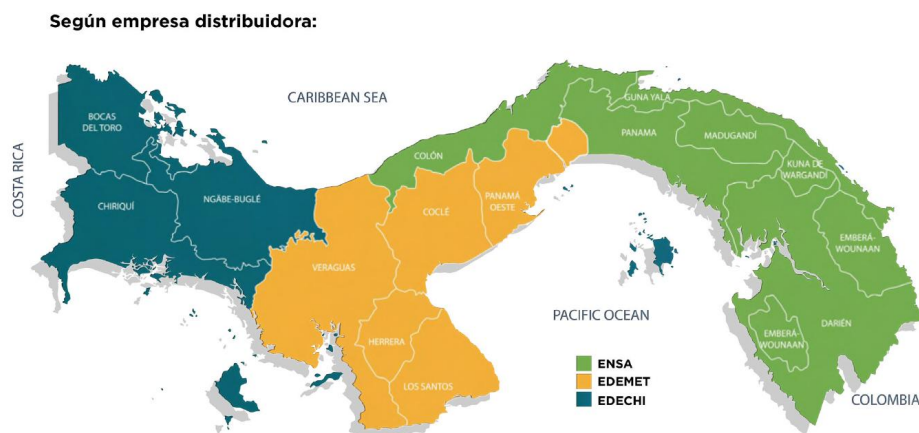 Según empresa distribuidora:
CARIBBEAN SEA
COSTA RICA
BOCAS
DEL TORO
CHIRIQUÍ
NGÄBE-BUGLÉ
VERAGUAS
COLÓN
COCLÉ
PANAMÁ
OESTE
HERRERA
LOS SANTOS
GUNA YALA
PANAMA
MADUGANDÍ
KUNA DE
WARGANDÍ
EMBERÁ-
WOUNAAN
EMBERÁ-
WOUNAAN
DARIÉN
PACIFIC OCEAN
COLOMBIA
ENSA
EDEMET
EDECHI